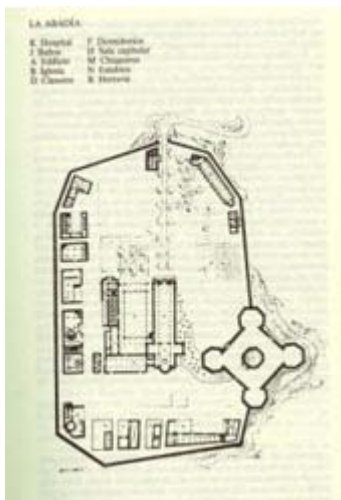 LA ABADÍA
K Hospital F Dormitorios
J Baños H Sala capitular
A Edificio M Chiqueros
B Iglesia N Establos
D Claustro R Herrería